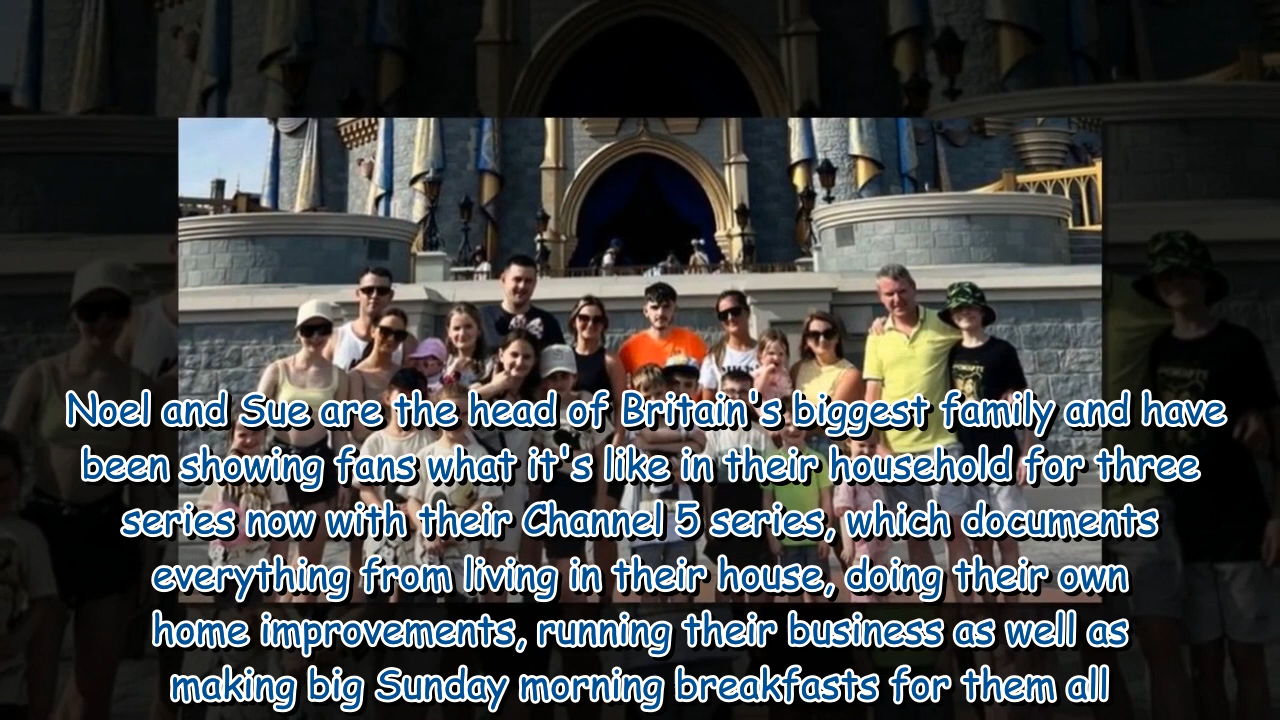 Noel and Sue are the head of Britain's biggest family and have
been showing fans what it's like in their household for three
series now with their Channel 5 series, which documents
everything from living in their house, doing their own
home improvements, running their business as well as
making big Sunday morning breakfasts for them all